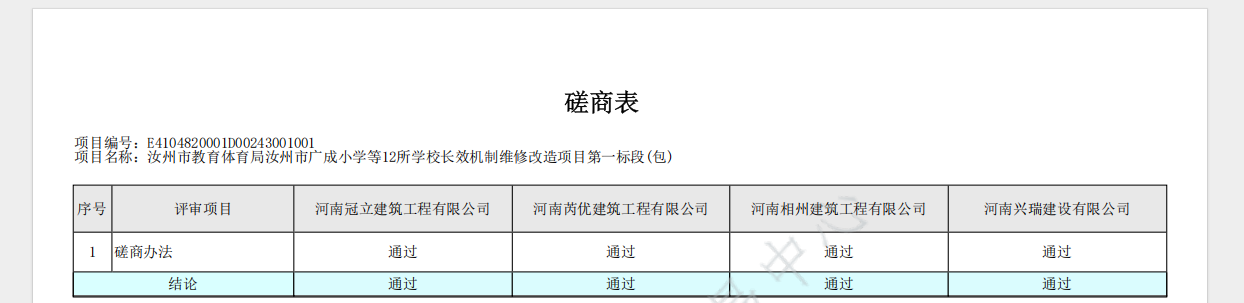 磋商表
项目编号：E4104820001D00243001001
项目名称：汝州市教育体育局汝州市广成小学等12所学校长效机制维修改造项目第一标段(包)
序号 评审项目 河南冠立建筑工程有限公司 河南芮优建筑工程有限公司 河南相州建筑工程有限公司 河南兴瑞建设有限公司
1 磋商办法 通过 通过 通过 通过
结论 通过 通过 通过 通过
中心